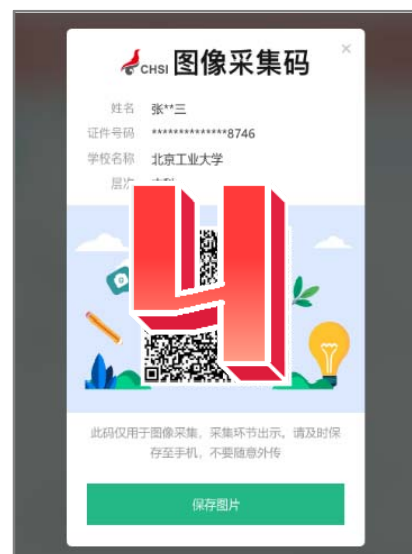 CHSI 图像采集码
×
姓名 张**三
证件号码 **************8746
学校名称 北京工业大学
层次
Ч
此码仅用于图像采集，采集环节出示，请及时保
存至手机，不要随意外传
保存图片